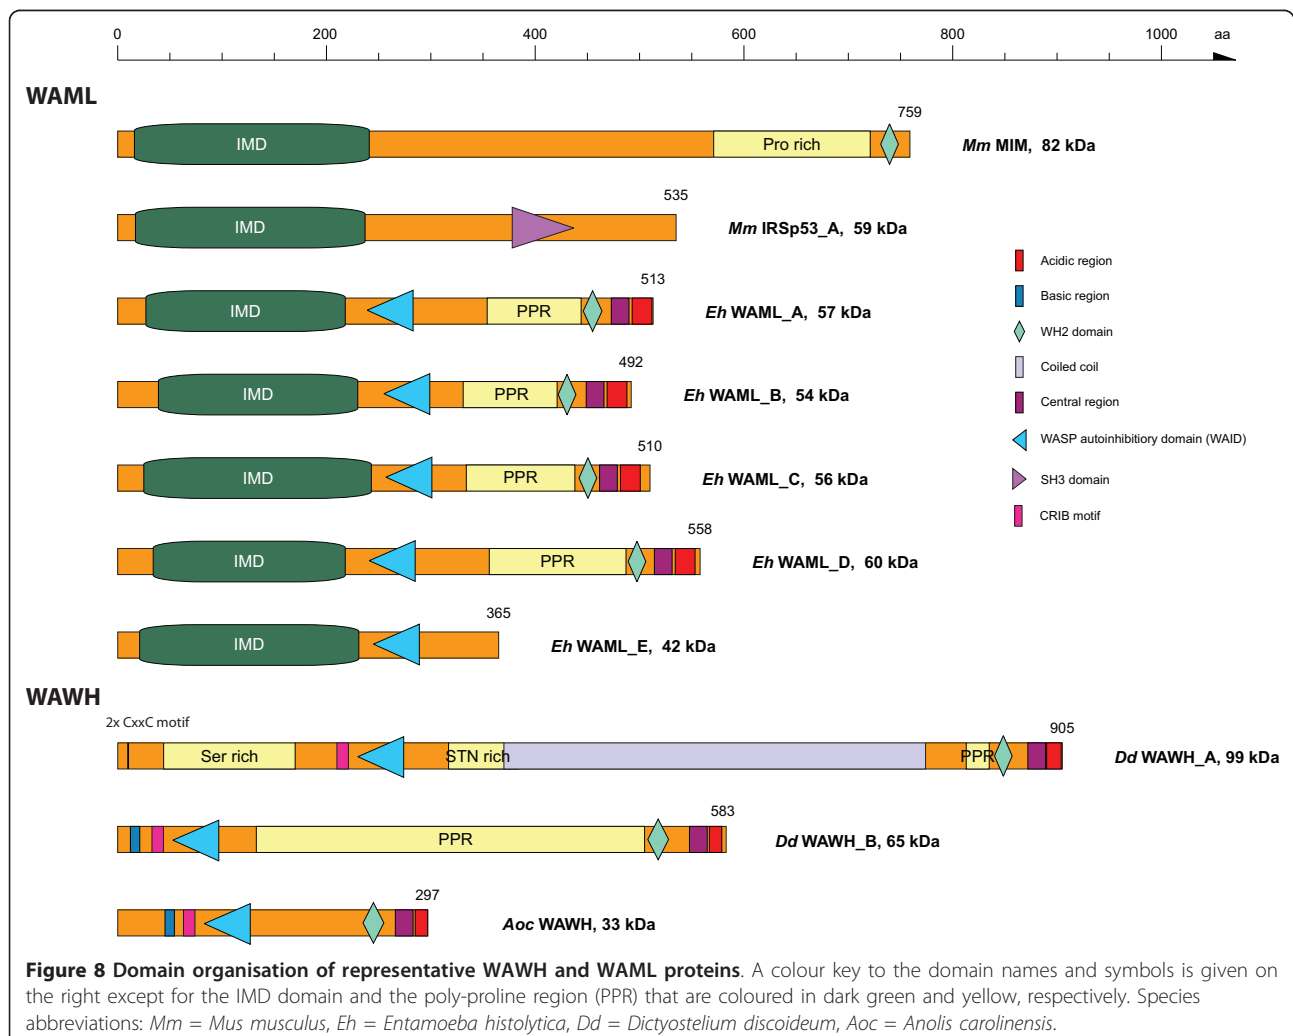 0 200 400 600 800 1000 aa
WAML
759
IMD Pro rich
Mm MIM, 82 kDa
535
IMD
Mm IRSp53_A, 59 kDa
Acidic region
513
Basic region
IMD PPR
Eh WAML_A, 57 kDa
WH2 domain
492
Coiled coil
IMD PPR
Eh WAML_B, 54 kDa
Central region
510
WASP autoinhibitiory domain (WAID)
IMD PPR
Eh WAML_C, 56 kDa
SH3 domain
CRIB motif
558
IMD PPR
Eh WAML_D, 60 kDa
365
IMD
Eh WAML_E, 42 kDa
WAWH
2x CxxC motif
905
Ser rich STN rich PPR
Dd WAWH_A, 99 kDa
583
PPR
Dd WAWH_B, 65 kDa
297
Aoc WAWH, 33 kDa
Figure 8 Domain organisation of representative WAWH and WAML proteins. A colour key to the domain names and symbols is given on
the right except for the IMD domain and the poly-proline region (PPR) that are coloured in dark green and yellow, respectively. Species
abbreviations: Mm = Mus musculus, Eh = Entamoeba histolytica, Dd = Dictyostelium discoideum, Aoc = Anolis carolinensis.